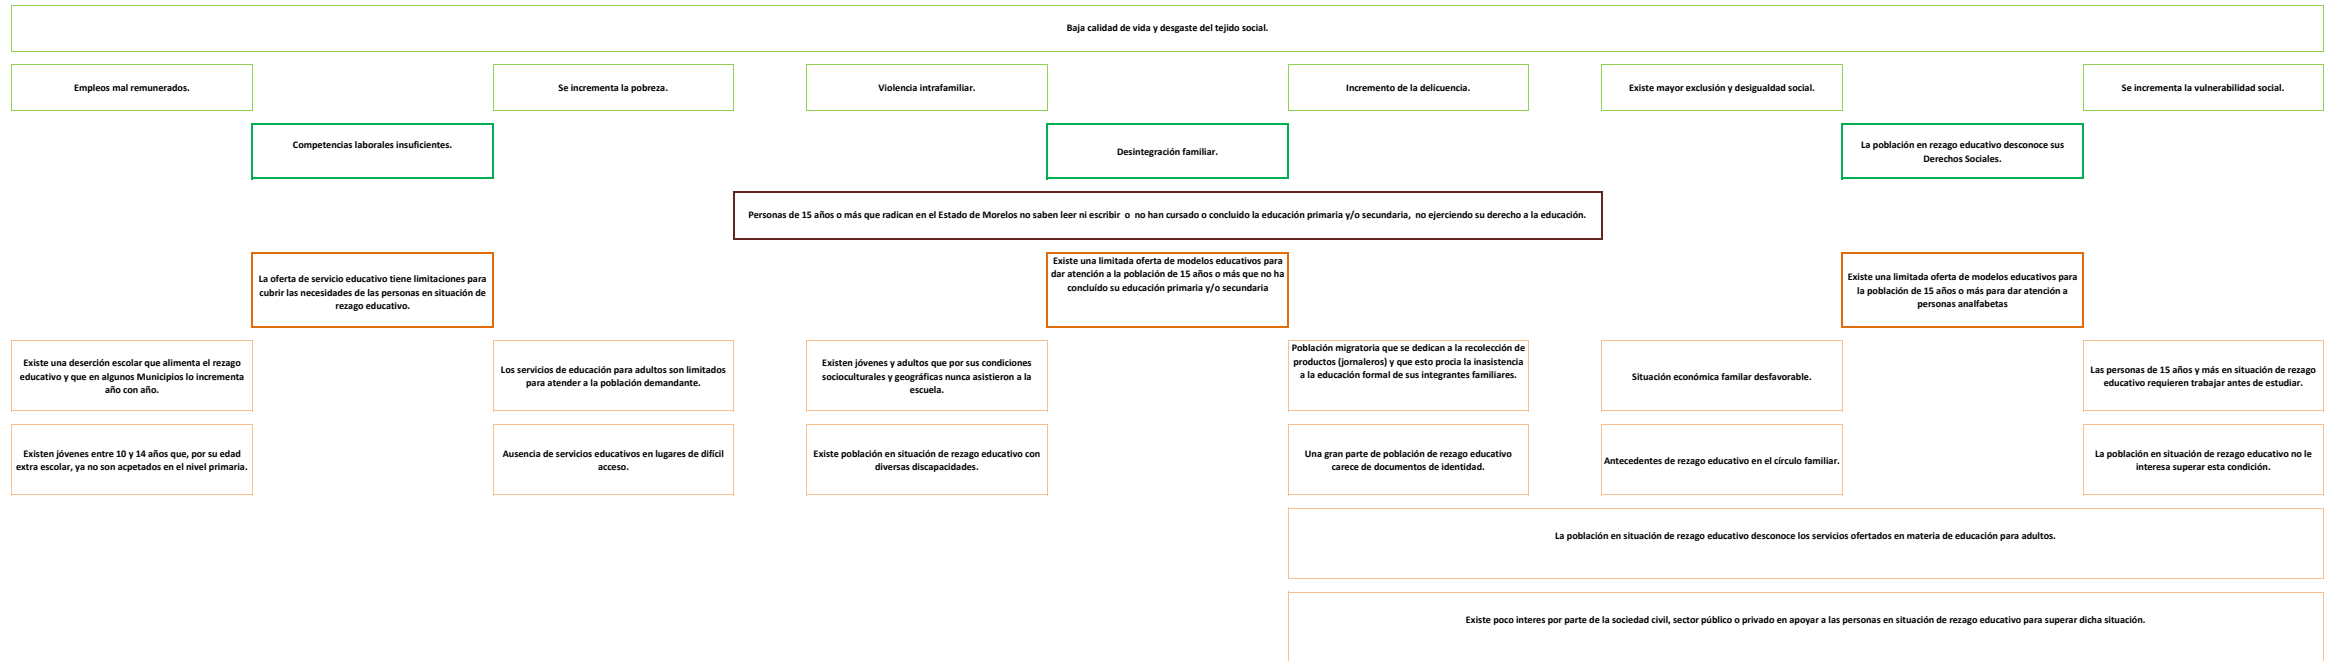 Baja calidad de vida y desgaste del tejido social.
Empleos mal remunerados.
Se incrementa la pobreza.
Violencia intrafamiliar.
Incremento de la delicuencia.
Existe mayor exclusión y desigualdad social.
Se incrementa la vulnerabilidad social.
Competencias laborales insuficientes.
Desintegración familiar.
La población en rezago educativo desconoce sus
Derechos Sociales.
Personas de 15 años o más que radican en el Estado de Morelos no saben leer ni escribir o no han cursado o concluido la educación primaria y/o secundaria, no ejerciendo su derecho a la educación.
La oferta de servicio educativo tiene limitaciones para
cubrir las necesidades de las personas en situación de
rezago educativo.
Existe una limitada oferta de modelos educativos para
dar atención a la población de 15 años o más que no ha
concluído su educación primaria y/o secundaria
Existe una limitada oferta de modelos educativos para
la población de 15 años o más para dar atención a
personas analfabetas
Existe una deserción escolar que alimenta el rezago
educativo y que en algunos Municipios lo incrementa
año con año.
Los servicios de educación para adultos son limitados
para atender a la población demandante.
Existen jóvenes y adultos que por sus condiciones
socioculturales y geográficas nunca asistieron a la
escuela.
Población migratoria que se dedican a la recolección de
productos (jornaleros) y que esto procia la inasistencia
a la educación formal de sus integrantes familiares.
Situación económica familar desfavorable.
Las personas de 15 años y más en situación de rezago
educativo requieren trabajar antes de estudiar.
Existen jóvenes entre 10 y 14 años que, por su edad
extra escolar, ya no son acpetados en el nivel primaria.
Ausencia de servicios educativos en lugares de difícil
acceso.
Existe población en situación de rezago educativo con
diversas discapacidades.
Una gran parte de población de rezago educativo
carece de documentos de identidad.
Antecedentes de rezago educativo en el círculo familiar.
La población en situación de rezago educativo no le
interesa superar esta condición.
La población en situación de rezago educativo desconoce los servicios ofertados en materia de educación para adultos.
Existe poco interes por parte de la sociedad civil, sector público o privado en apoyar a las personas en situación de rezago educativo para superar dicha situación.